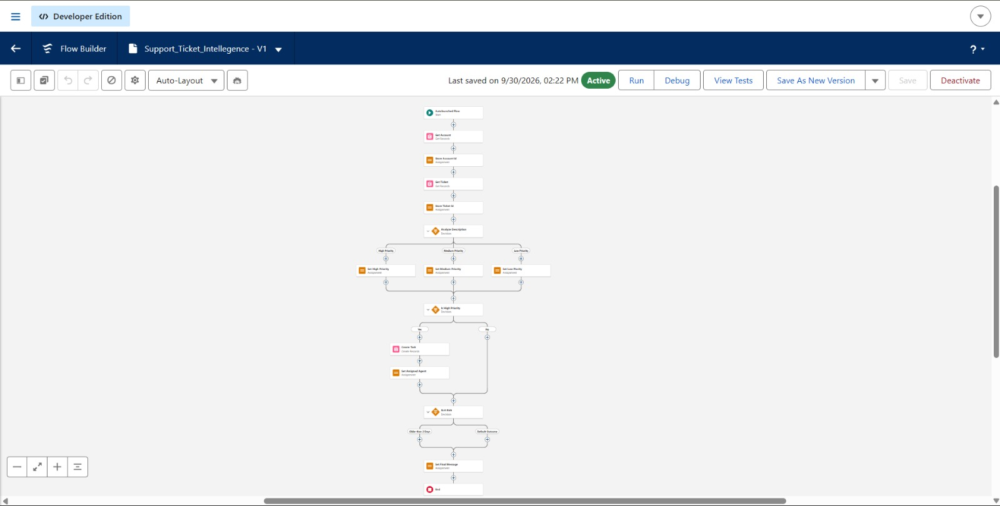 Developer Edition
Flow Builder
Support_Ticket_Intellegence - V1
?
Auto-Layout
Last saved on 9/30/2026, 02:22 PM
Active
Run
Debug
View Tests
Save As New Version
Save
Deactivate
Autolaunched Flow
Start
Get Account
Get Records
Store Account Id
Assignment
Get Ticket
Get Records
Store Ticket Id
Assignment
Analyze Description
Decision
High Priority
Medium Priority
Low Priority
Set High Priority
Assignment
Set Medium Priority
Assignment
Set Low Priority
Assignment
Is High Priority
Decision
Yes
No
Create Task
Create Records
Set Assigned Agent
Assignment
SLA Risk
Decision
Older than 2 Days
Default Outcome
Set Final Message
Assignment
End